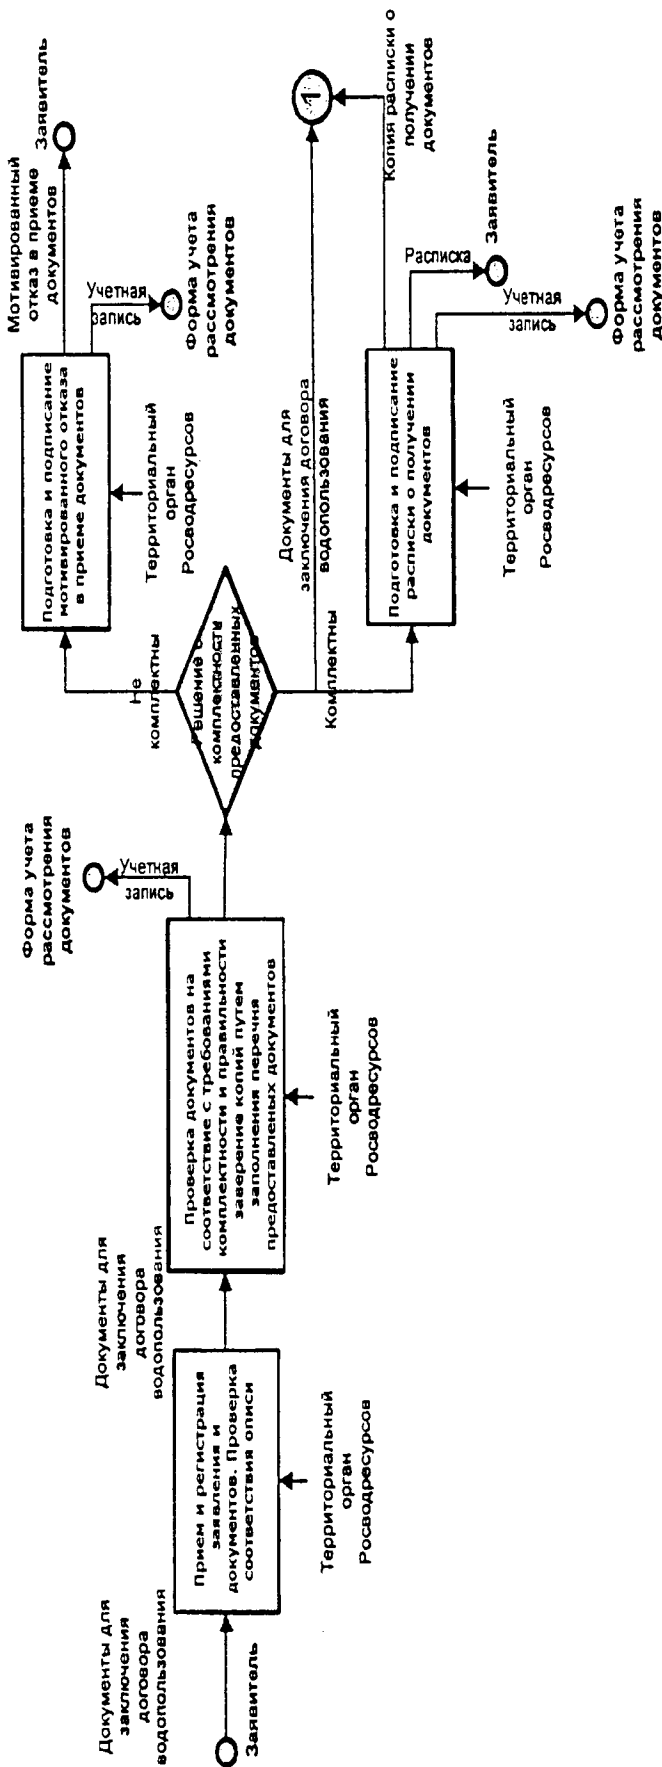 Документы для
заключения
договора
водопользования
Заявитель
Прием и регистрация
заявления и
документов. Проверка
соответствия описи
Территориальный
орган
Росводресурсов
Документы для
заключения
договора
водопользования
Проверка документов на
соответствие с требованиями
комплектности и правильности
заверение копий путем
заполнения перечня
предоставленых документов
Территориальный
орган
Росводресурсов
Учетная
запись
Форма учета
рассмотрения
документов
Решение о
комплектности
предоставленных
документов
Не
комплектны
Комплектны
Подготовка и подписание
мотивированного отказа
в приеме документов
Территориальный
орган
Росводресурсов
Мотивированный
отказ в приеме
документов
Заявитель
Учетная
запись
Форма учета
рассмотрения
документов
Документы для
заключения договора
водопользования
1
Подготовка и подписание
расписки о получении
документов
Территориальный
орган
Росводресурсов
Копия расписки о
получении
документов
Расписка
Заявитель
Учетная
запись
Форма учета
рассмотрения
документов